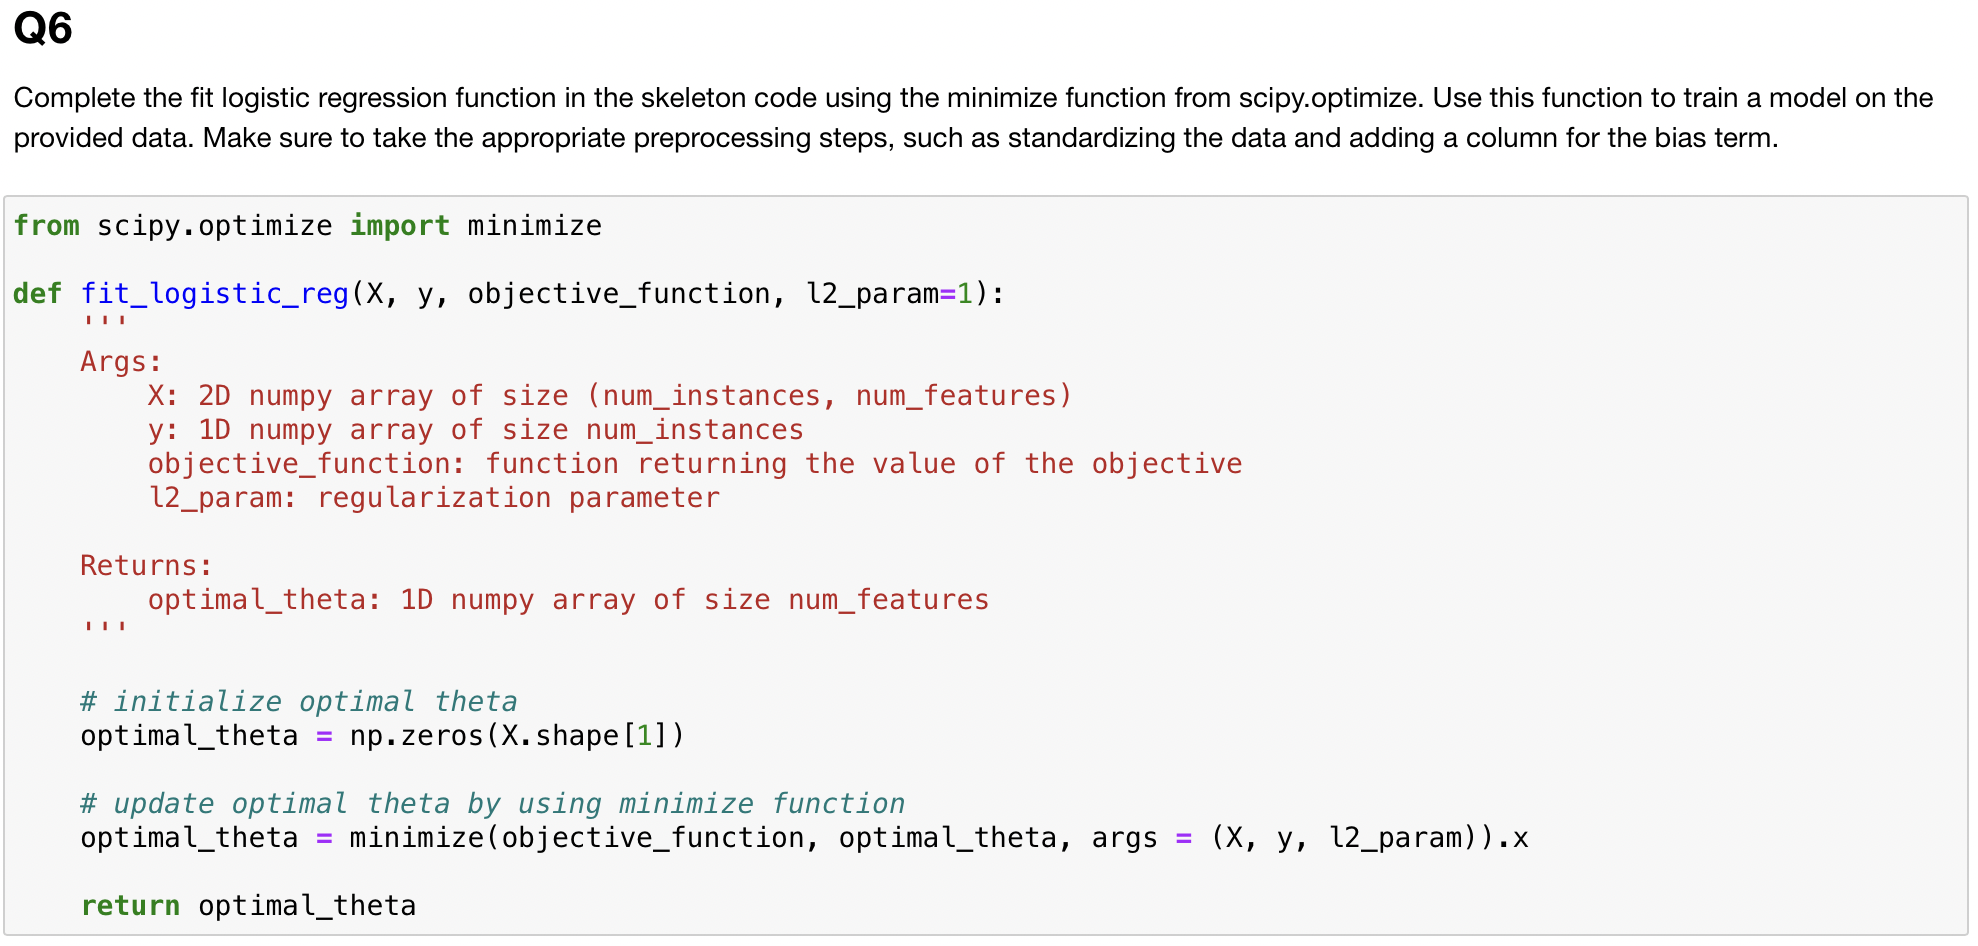 Q6
Complete the fit logistic regression function in the skeleton code using the minimize function from scipy.optimize. Use this function to train a model on the
provided data. Make sure to take the appropriate preprocessing steps, such as standardizing the data and adding a column for the bias term.
from scipy.optimize import minimize
def fit_logistic_reg(X, y, objective_function, l2_param=1):
    '''
    Args:
        X: 2D numpy array of size (num_instances, num_features)
        y: 1D numpy array of size num_instances
        objective_function: function returning the value of the objective
        l2_param: regularization parameter
    Returns:
        optimal_theta: 1D numpy array of size num_features
    '''
    # initialize optimal theta
    optimal_theta = np.zeros(X.shape[1])
    # update optimal theta by using minimize function
    optimal_theta = minimize(objective_function, optimal_theta, args = (X, y, l2_param)).x
    return optimal_theta